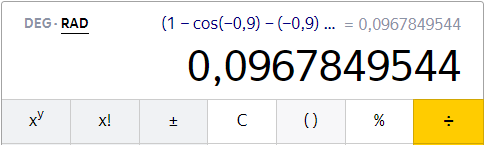 DEG · RAD (1 − cos(−0,9) − (−0,9) ... = 0,0967849544
0,0967849544
xʸ x! ± C ( ) % ÷